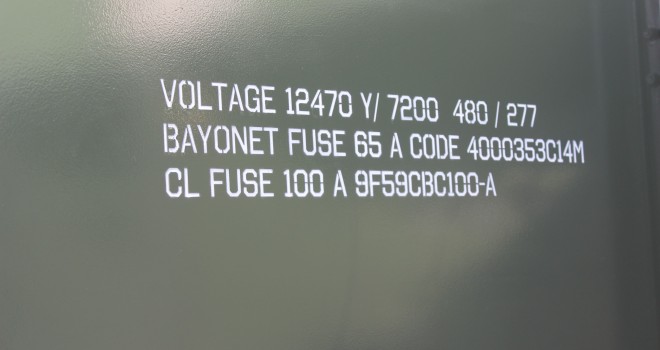 VOLTAGE 12470 Y/ 7200 480 / 277
BAYONET FUSE 65 A CODE 4000353C14M
CL FUSE 100 A 9F59CBC100-A